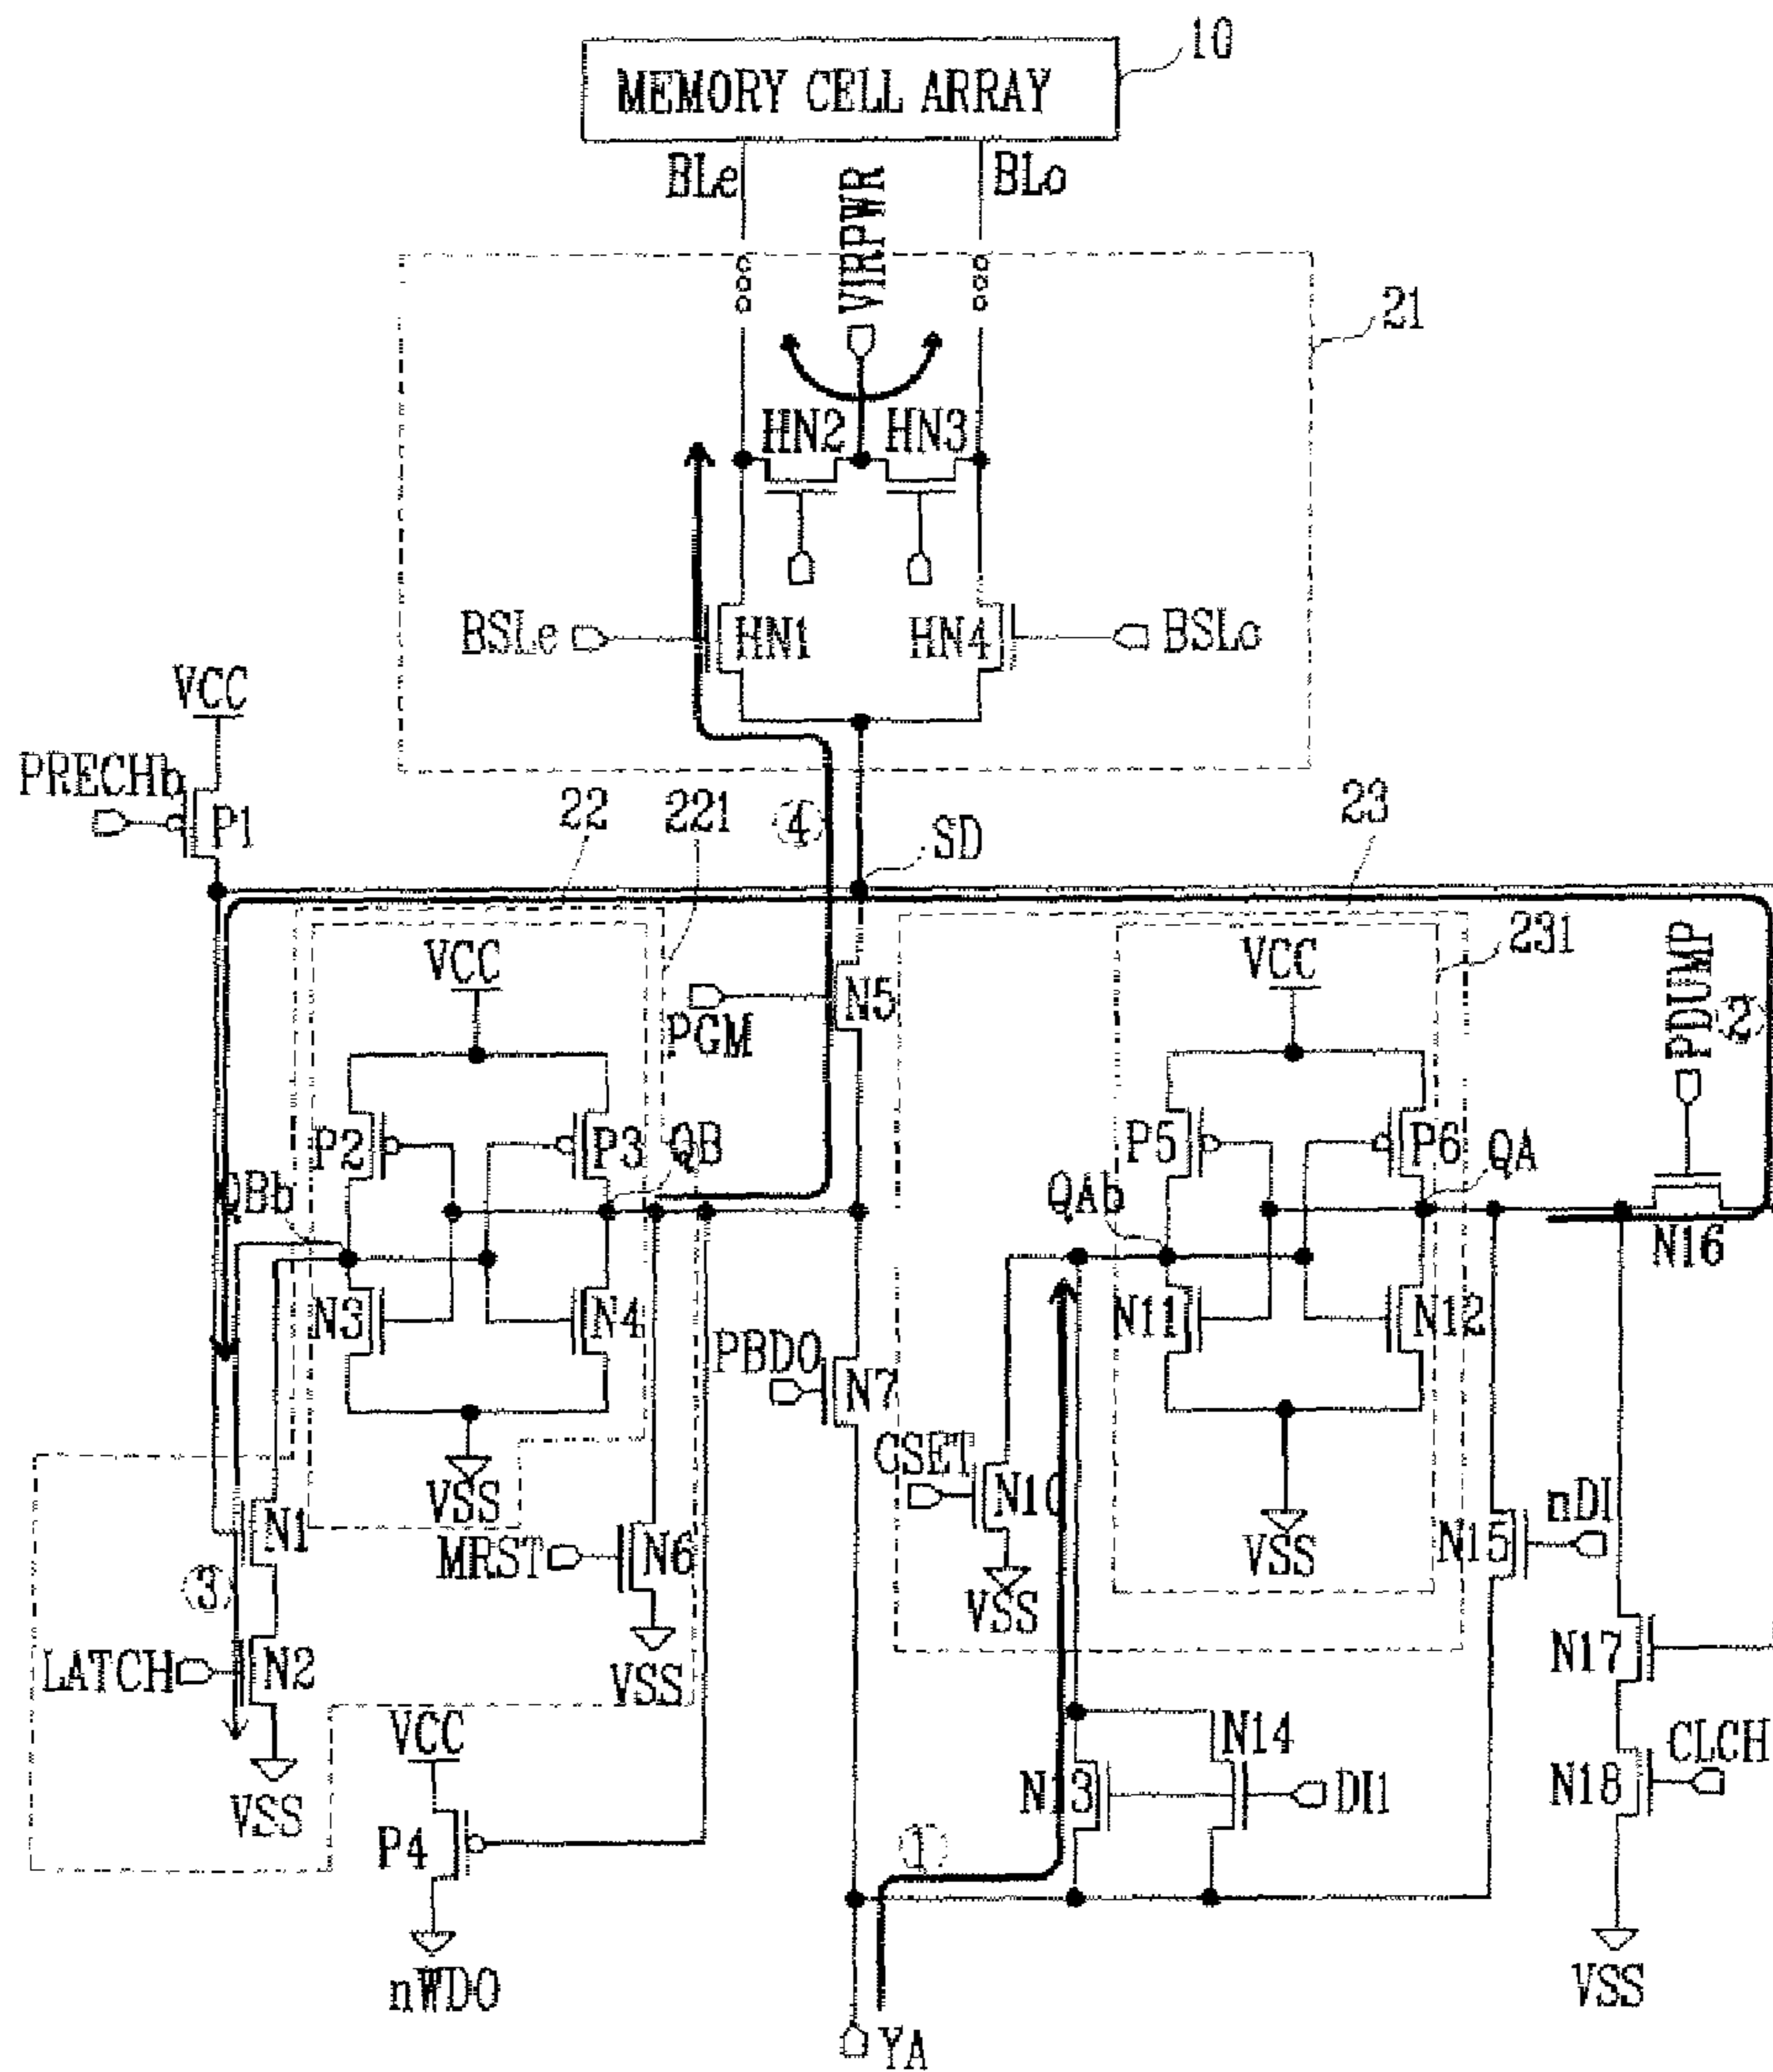 10
MEMORY CELL ARRAY
BLe
VIRPWR
BLo
21
HN2
HN3
BSLe
HN1
HN4
BSLo
VCC
PRECHb
P1
22
221
④
SD
23
231
VCC
N5
PGM
VCC
PDUMP
②
P2
P3
QB
P5
P6
QA
QBb
QAb
N16
N3
N4
N11
N12
PBDO
N7
VSS
CSET
N10
VSS
nDI
N15
N1
MRST
N6
VSS
③
LATCH
N2
VSS
N17
VCC
N14
CLCH
VSS
P4
N13
DI1
N18
①
nWDO
VSS
YA